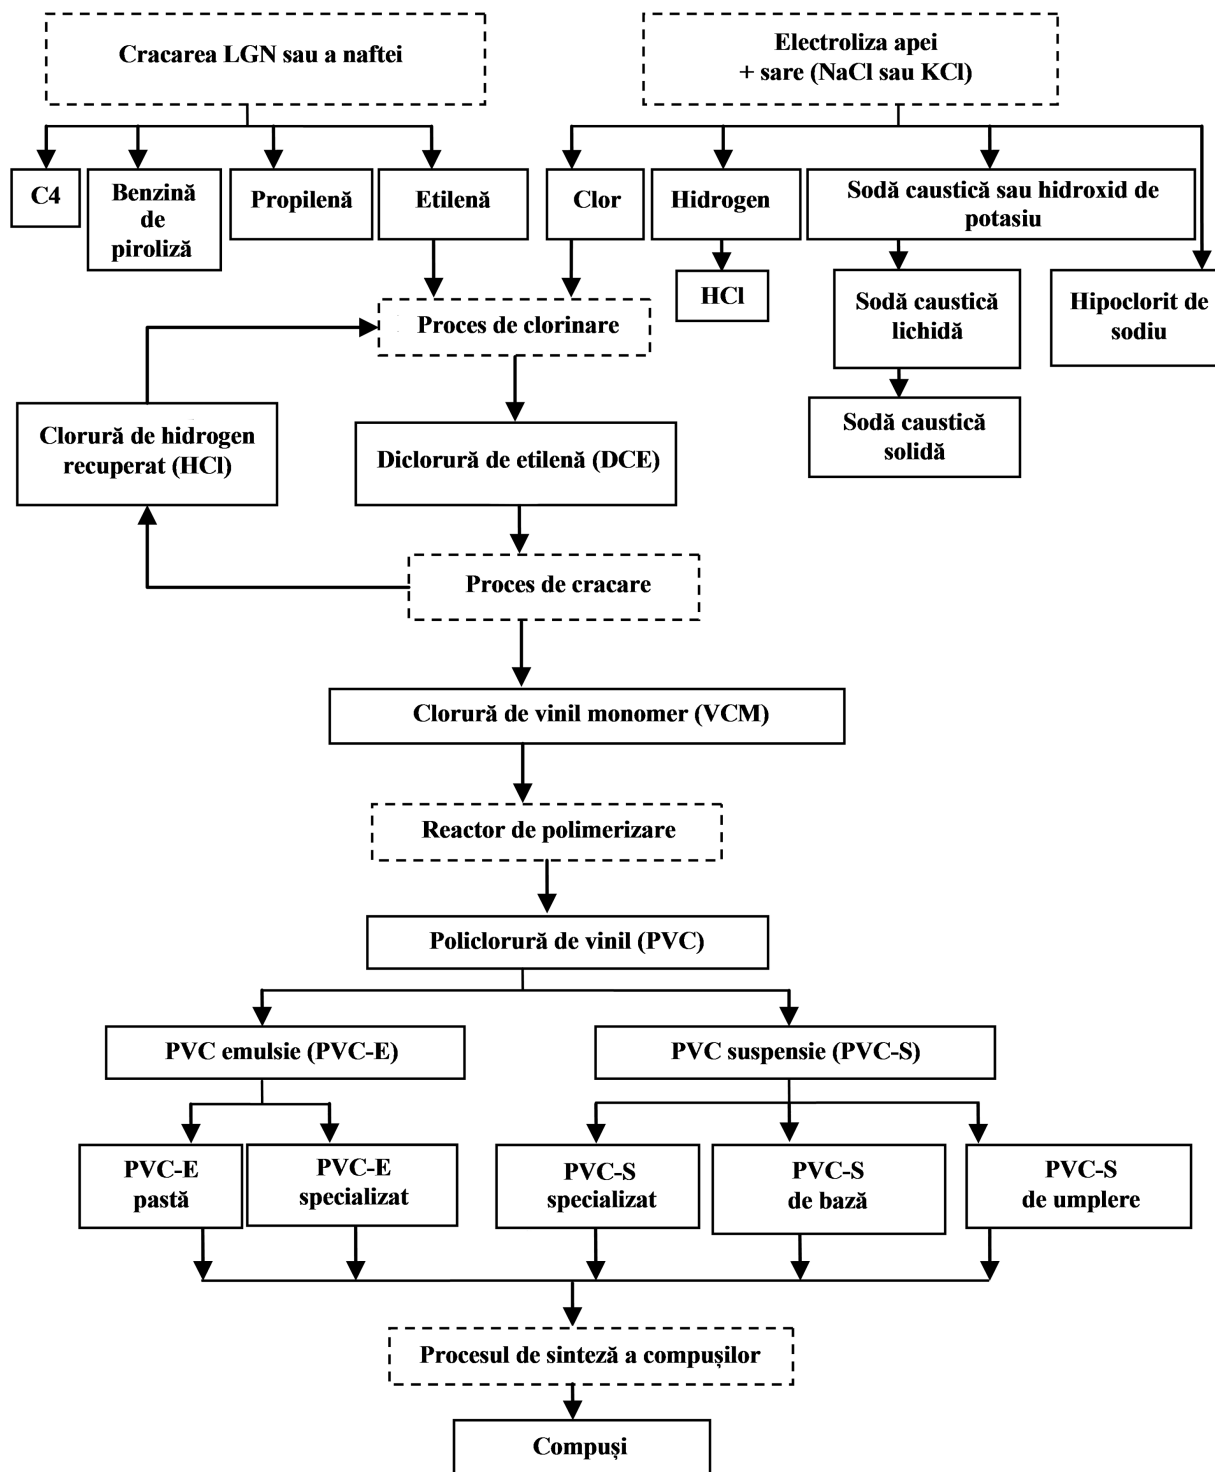 Cracarea LGN sau a naftei
Electroliza apei
+ sare (NaCl sau KCl)
C4
Benzină
de
piroliză
Propilenă
Etilenă
Clor
Hidrogen
Sodă caustică sau hidroxid de
potasiu
HCl
Sodă caustică
lichidă
Hipoclorit de
sodiu
Proces de clorinare
Sodă caustică
solidă
Clorură de hidrogen
recuperat (HCl)
Diclorură de etilenă (DCE)
Proces de cracare
Clorură de vinil monomer (VCM)
Reactor de polimerizare
Policlorură de vinil (PVC)
PVC emulsie (PVC-E)
PVC suspensie (PVC-S)
PVC-E
pastă
PVC-E
specializat
PVC-S
specializat
PVC-S
de bază
PVC-S
de umplere
Procesul de sinteză a compușilor
Compuși